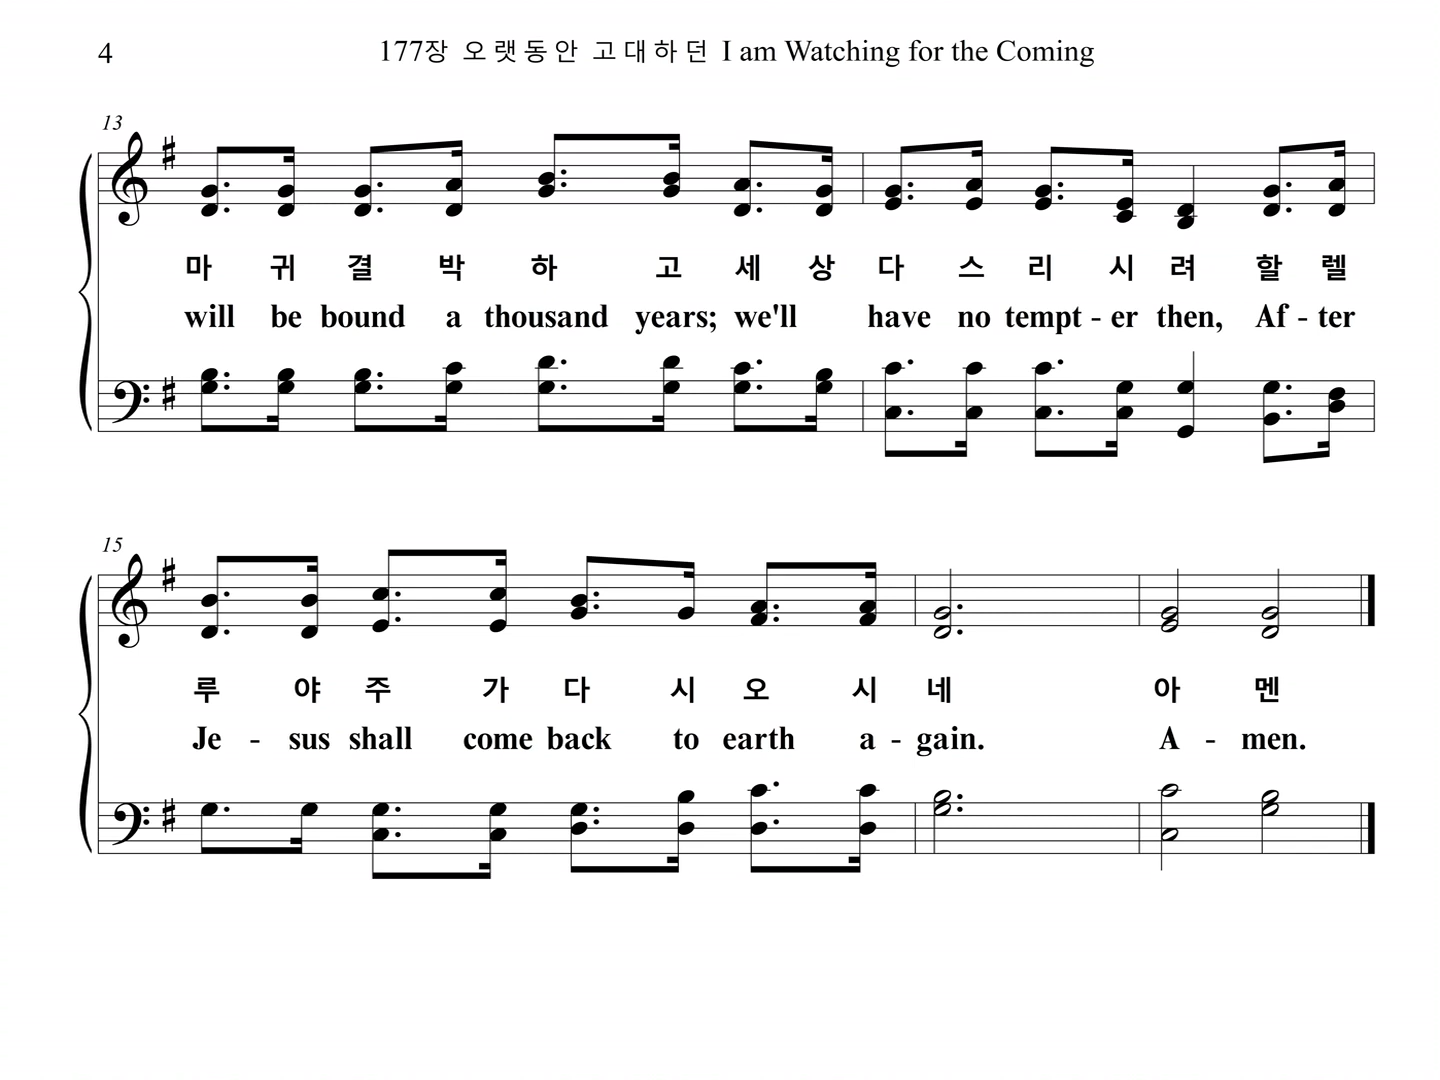 4
177장 오랫동안 고대하던 I am Watching for the Coming
13
마 귀 결 박 하 고 세 상 다 스 리 시 려 할 렐
will be bound a thousand years; we'll have no tempt - er then, Af - ter
15
루 야 주 가 다 시 오 시 네 아 멘
Je - sus shall come back to earth a - gain. A - men.